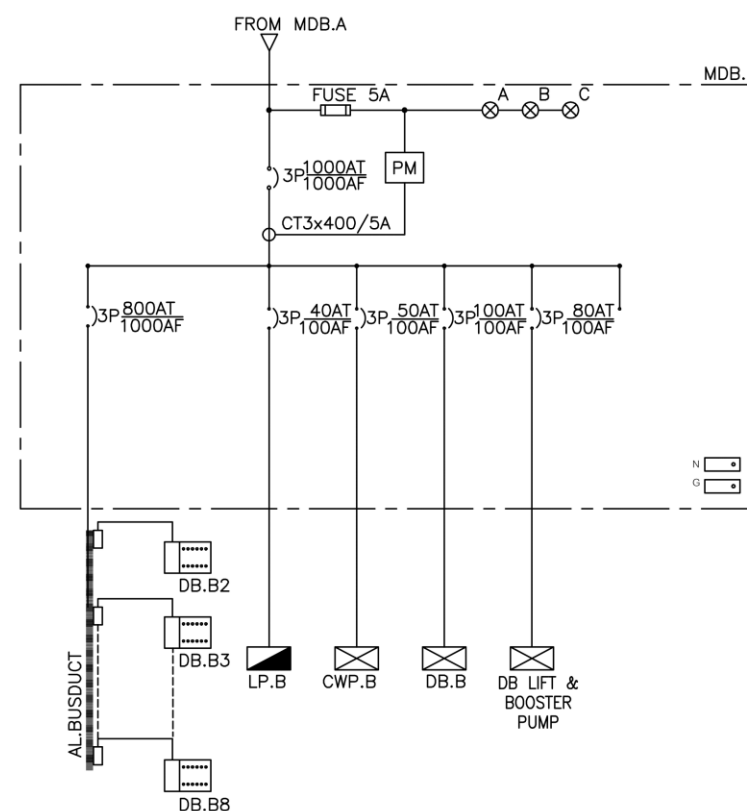 FROM MDB.A
MDB.
FUSE 5A
A B C
PM
3P 1000AT
1000AF
CT3x400/5A
3P 800AT
1000AF
3P 40AT
100AF
3P 50AT
100AF
3P 100AT
100AF
3P 80AT
100AF
N
G
DB.B2
DB.B3
DB.B8
AL.BUSDUCT
LP.B
CWP.B
DB.B
DB LIFT &
BOOSTER
PUMP